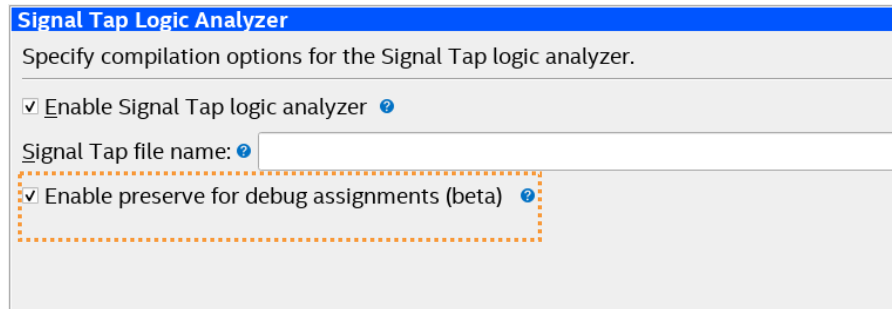 Signal Tap Logic Analyzer
Specify compilation options for the Signal Tap logic analyzer.
Enable Signal Tap logic analyzer
Signal Tap file name:
Enable preserve for debug assignments (beta)